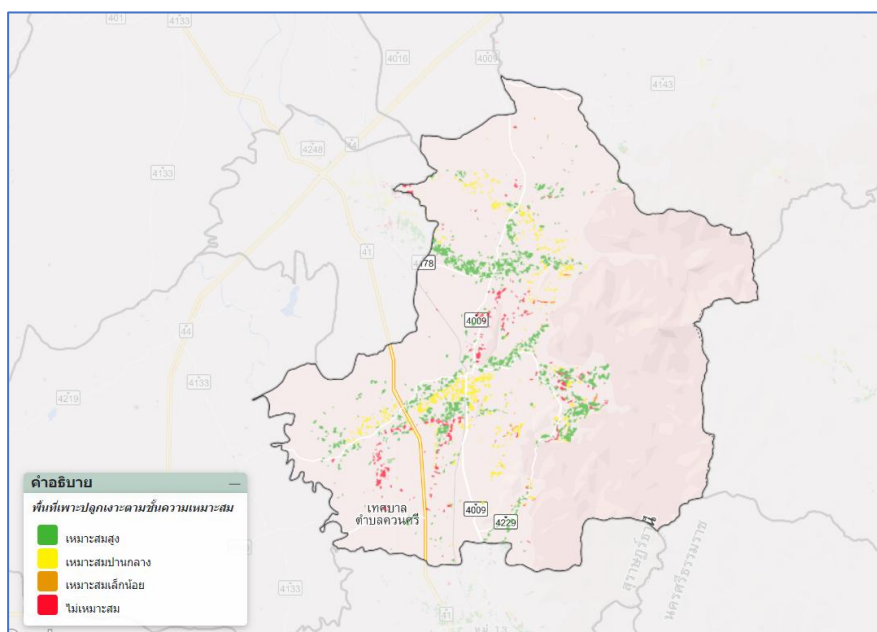 401
4133
4016
4009
4143
4248
44
4133
41
4178
4009
44
4133
4219
คำอธิบาย
พื้นที่เพาะปลูกเงาะตามชั้นความเหมาะสม
เหมาะสมสูง
เหมาะสมปานกลาง
เหมาะสมเล็กน้อย
ไม่เหมาะสม
เทศบาล
ตำบลควนศรี
4009
4229
สุราษฎร์ธานี
นครศรีธรรมราช
4133
41